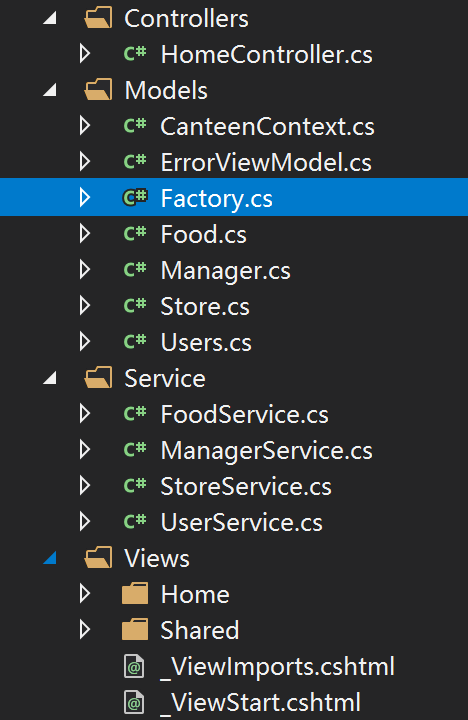 Controllers
C# HomeController.cs
Models
C# CanteenContext.cs
C# ErrorViewModel.cs
C# Factory.cs
C# Food.cs
C# Manager.cs
C# Store.cs
C# Users.cs
Service
C# FoodService.cs
C# ManagerService.cs
C# StoreService.cs
C# UserService.cs
Views
Home
Shared
@ _ViewImports.cshtml
@ _ViewStart.cshtml